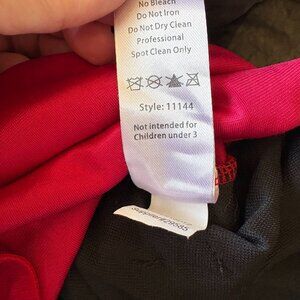 No Bleach
Do Not Iron
Do Not Dry Clean
Professional
Spot Clean Only
Style: 11144
Not intended for
Children under 3